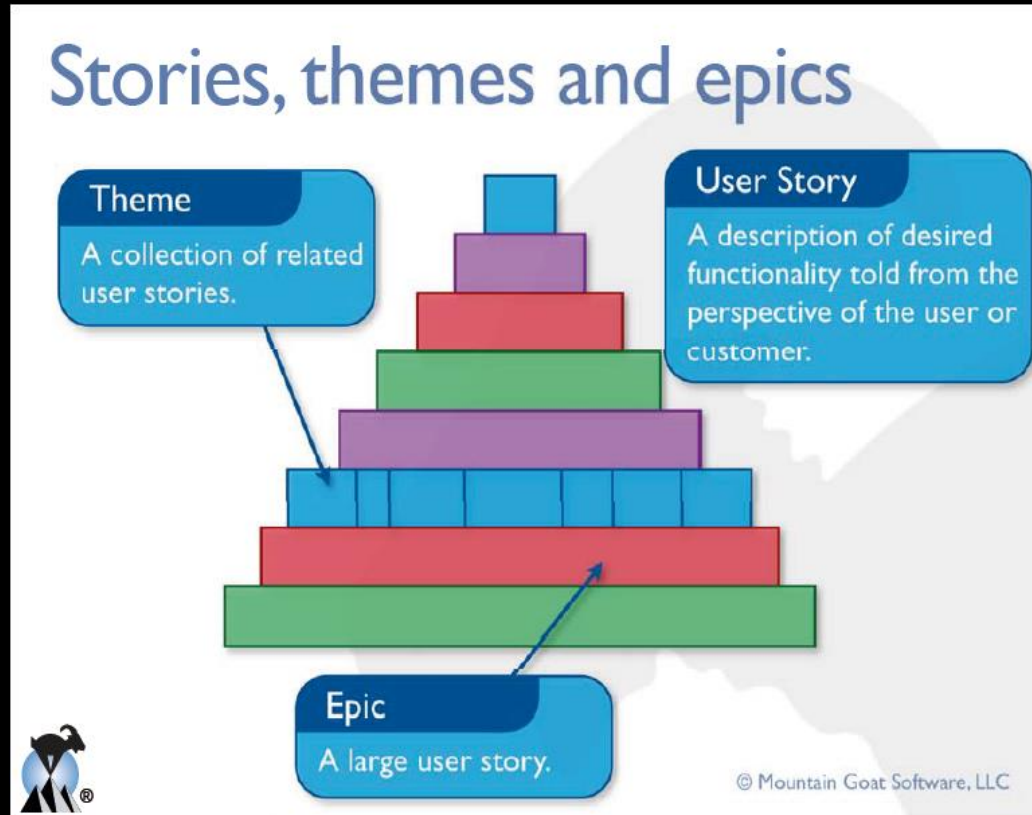 Stories, themes and epics
Theme
A collection of related
user stories.
User Story
A description of desired
functionality told from the
perspective of the user or
customer.
Epic
A large user story.
®
© Mountain Goat Software, LLC